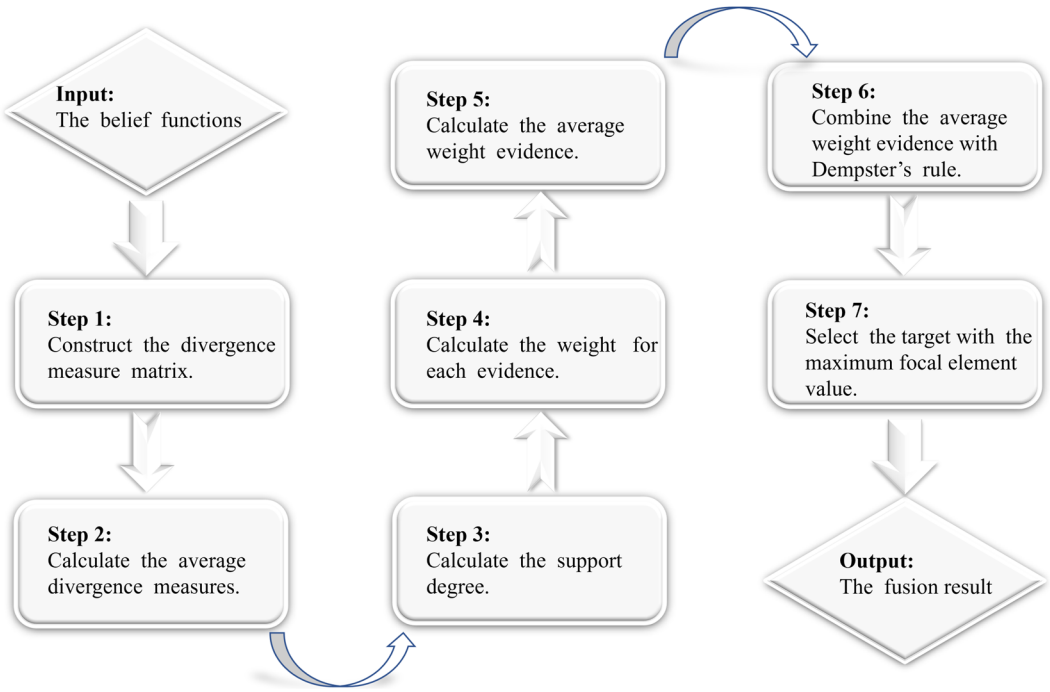 Input:
The belief functions
Step 1:
Construct the divergence
measure matrix.
Step 2:
Calculate the average
divergence measures.
Step 3:
Calculate the support
degree.
Step 4:
Calculate the weight for
each evidence.
Step 5:
Calculate the average
weight evidence.
Step 6:
Combine the average
weight evidence with
Dempster’s rule.
Step 7:
Select the target with the
maximum focal element
value.
Output:
The fusion result